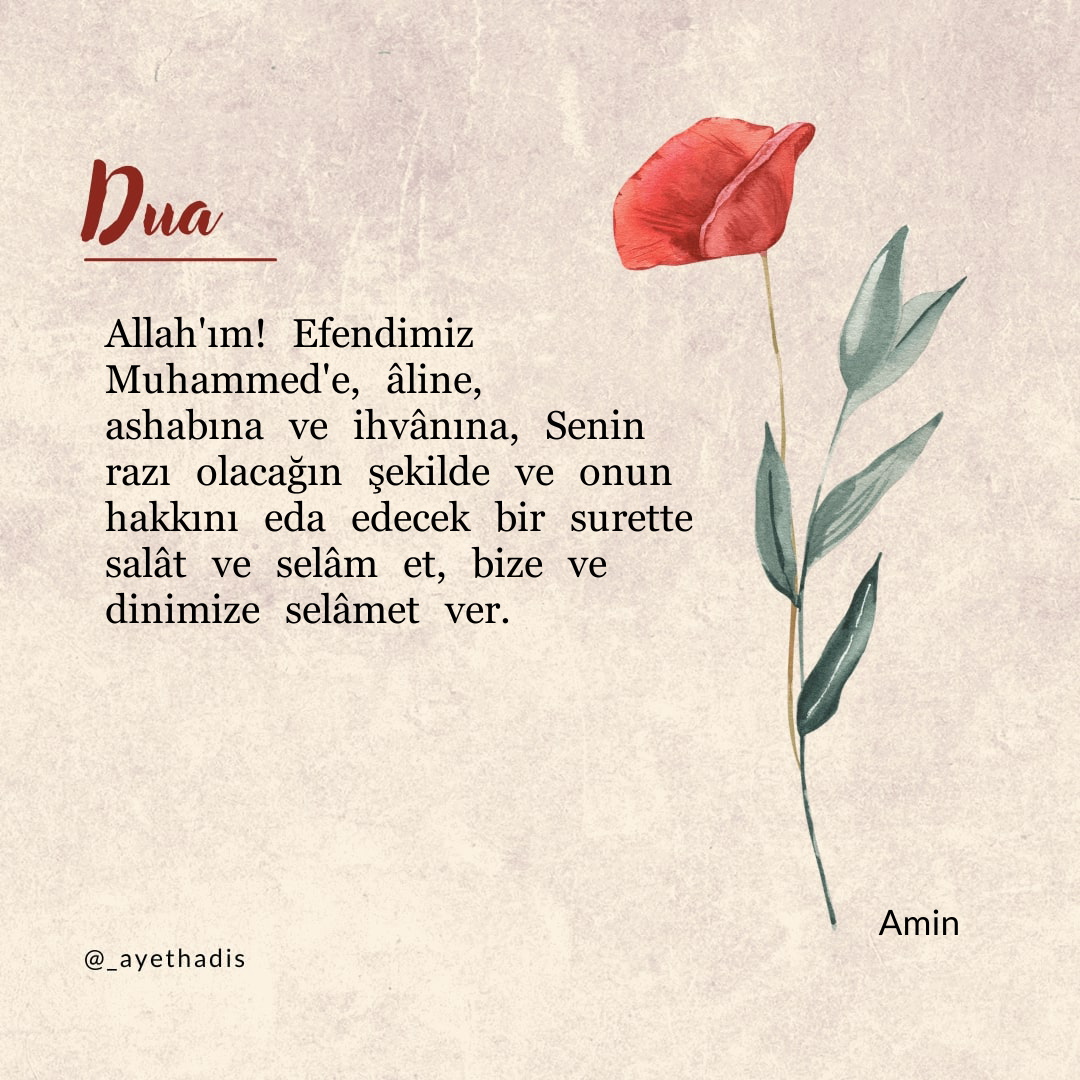 Dua
Allah'ım! Efendimiz
Muhammed'e, âline,
ashabına ve ihvânına, Senin
razı olacağın şekilde ve onun
hakkını eda edecek bir surette
salât ve selâm et, bize ve
dinimize selâmet ver.
Amin
@_ayethadis